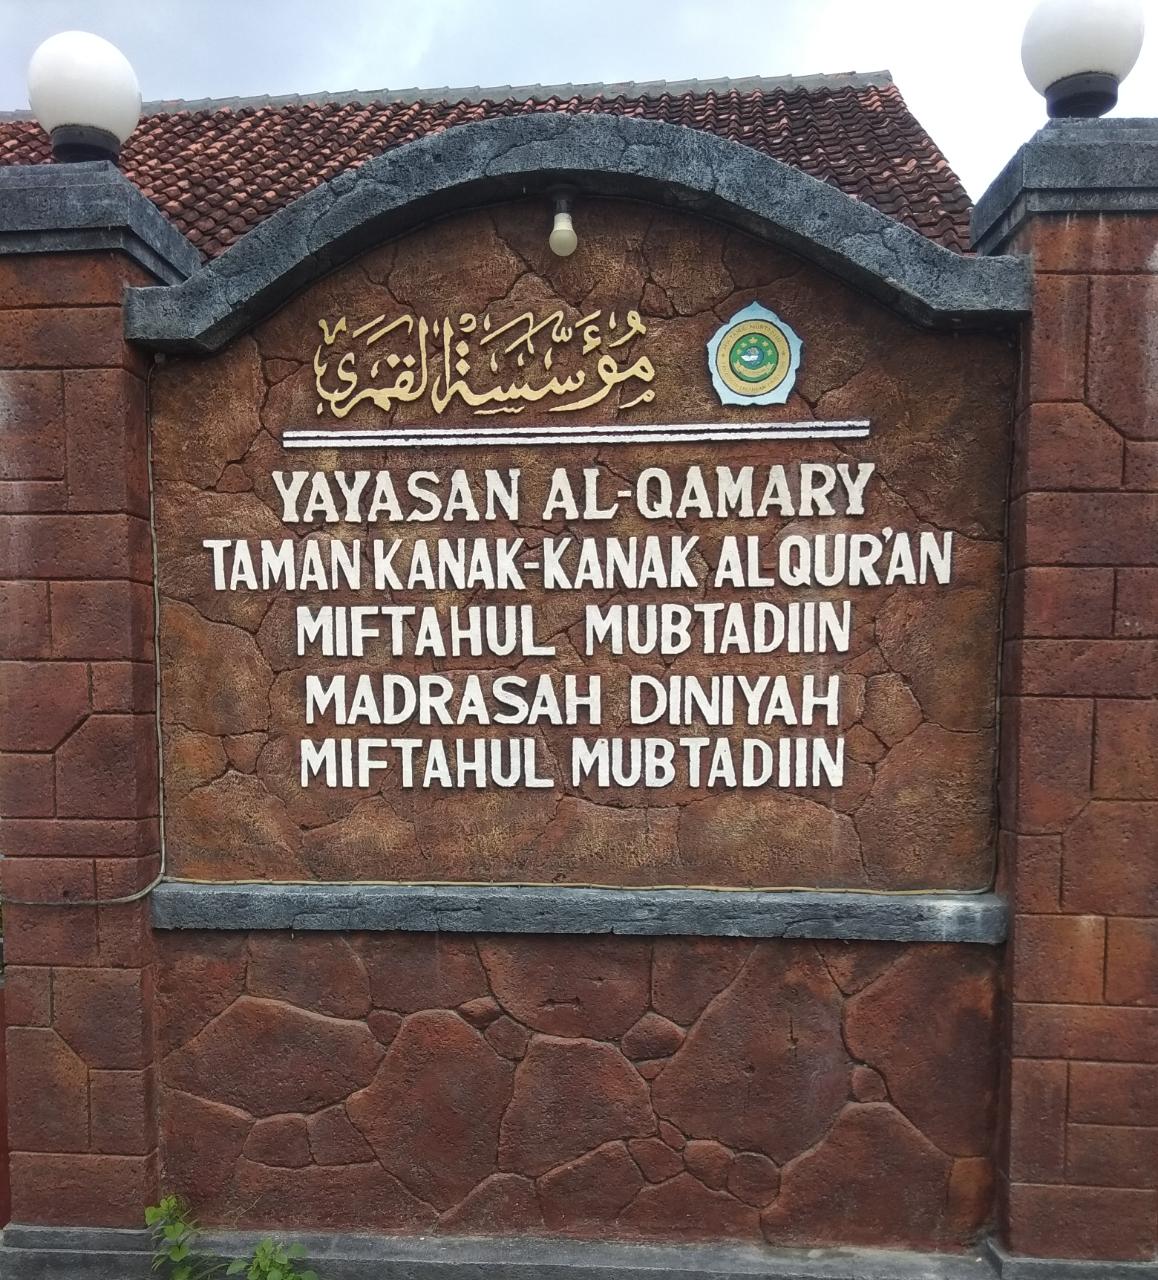 مؤسسة القمري
YAYASAN AL-QAMARY
TAMAN KANAK-KANAK ALQUR'AN
MIFTAHUL MUBTADIIN
MADRASAH DINIYAH
MIFTAHUL MUBTADIIN